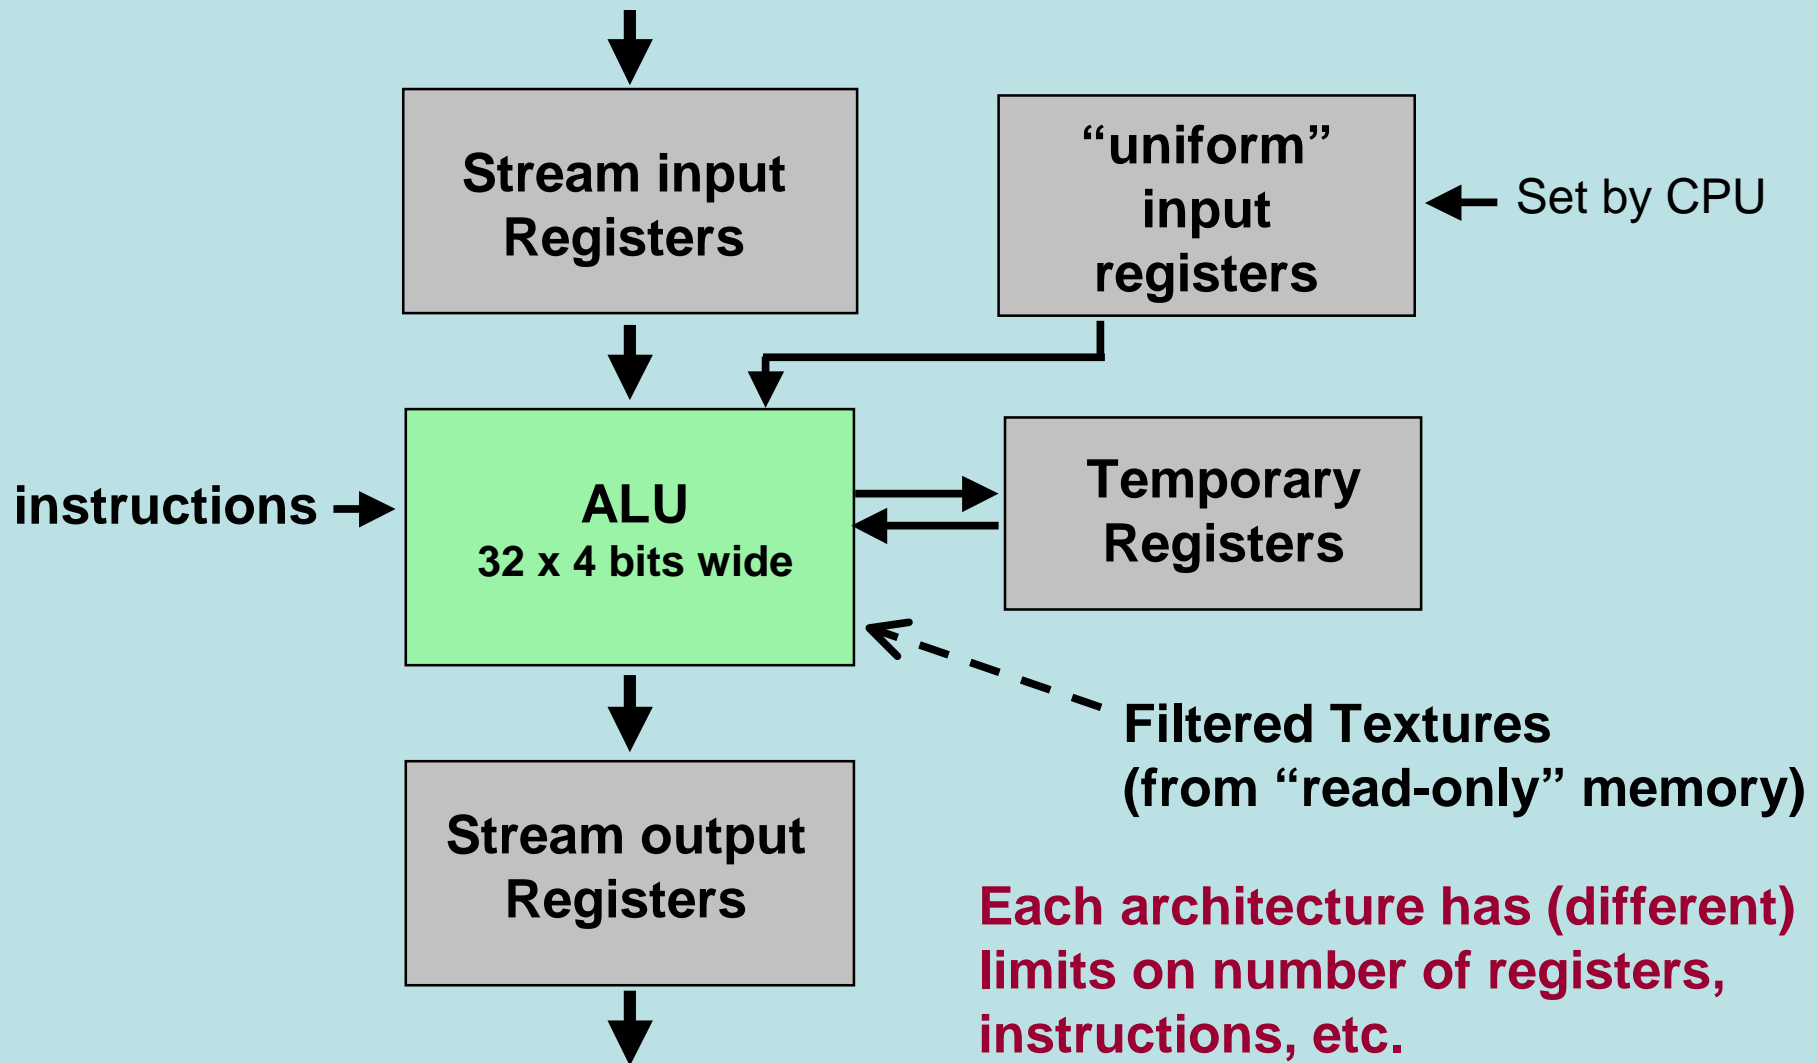 Stream input
Registers
“uniform”
input
registers
Set by CPU
instructions
ALU
32 x 4 bits wide
Temporary
Registers
Filtered Textures
(from “read-only” memory)
Stream output
Registers
Each architecture has (different)
limits on number of registers,
instructions, etc.